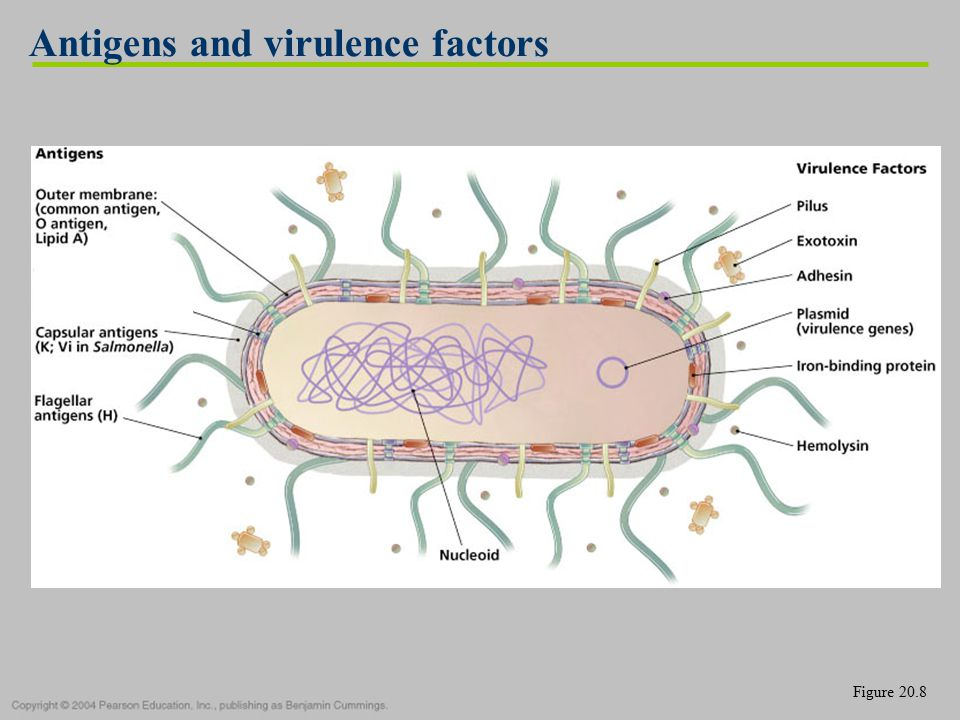 Antigens and virulence factors
Antigens
Outer membrane:
(common antigen,
O antigen,
Lipid A)
Capsular antigens
(K; Vi in Salmonella)
Flagellar
antigens (H)
Nucleoid
Virulence Factors
Pilus
Exotoxin
Adhesin
Plasmid
(virulence genes)
Iron-binding protein
Hemolysin
Figure 20.8
Copyright © 2004 Pearson Education, Inc., publishing as Benjamin Cummings.